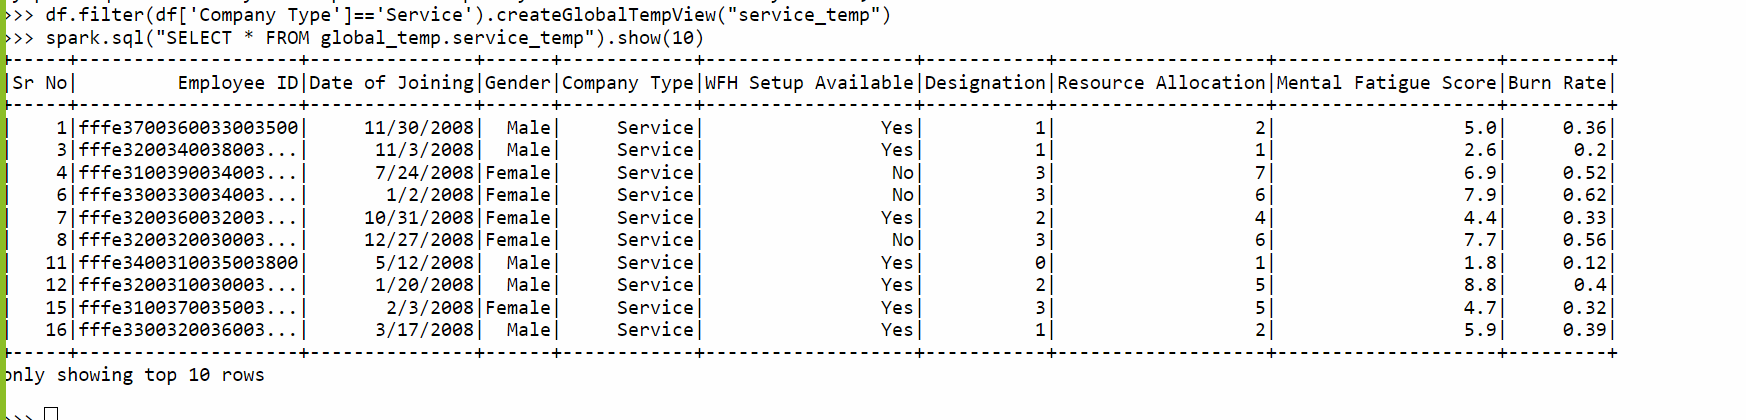 >>> df.filter(df['Company Type']=='Service').createGlobalTempView("service_temp")
>>> spark.sql("SELECT * FROM global_temp.service_temp").show(10)
+-----+--------------------+---------------+------+------------+-------------------+-----------+-------------------+--------------------+---------+
|Sr No|         Employee ID|Date of Joining|Gender|Company Type|WFH Setup Available|Designation|Resource Allocation|Mental Fatigue Score|Burn Rate|
+-----+--------------------+---------------+------+------------+-------------------+-----------+-------------------+--------------------+---------+
|    1|fffe3700360033003500|     11/30/2008|  Male|     Service|                Yes|          1|                  2|                 5.0|     0.36|
|    3|fffe3200340038003...|      11/3/2008|  Male|     Service|                Yes|          1|                  1|                 2.6|      0.2|
|    4|fffe3100390034003...|      7/24/2008|Female|     Service|                 No|          3|                  7|                 6.9|     0.52|
|    6|fffe3300330034003...|       1/2/2008|Female|     Service|                 No|          3|                  6|                 7.9|     0.62|
|    7|fffe3200360032003...|     10/31/2008|Female|     Service|                Yes|          2|                  4|                 4.4|     0.33|
|    8|fffe3200320030003...|     12/27/2008|Female|     Service|                 No|          3|                  6|                 7.7|     0.56|
|   11|fffe3400310035003800|      5/12/2008|  Male|     Service|                Yes|          0|                  1|                 1.8|     0.12|
|   12|fffe3200310030003...|      1/20/2008|  Male|     Service|                Yes|          2|                  5|                 8.8|      0.4|
|   15|fffe3100370035003...|       2/3/2008|Female|     Service|                Yes|          3|                  5|                 4.7|     0.32|
|   16|fffe3300320036003...|      3/17/2008|  Male|     Service|                Yes|          1|                  2|                 5.9|     0.39|
+-----+--------------------+---------------+------+------------+-------------------+-----------+-------------------+--------------------+---------+
only showing top 10 rows
>>>